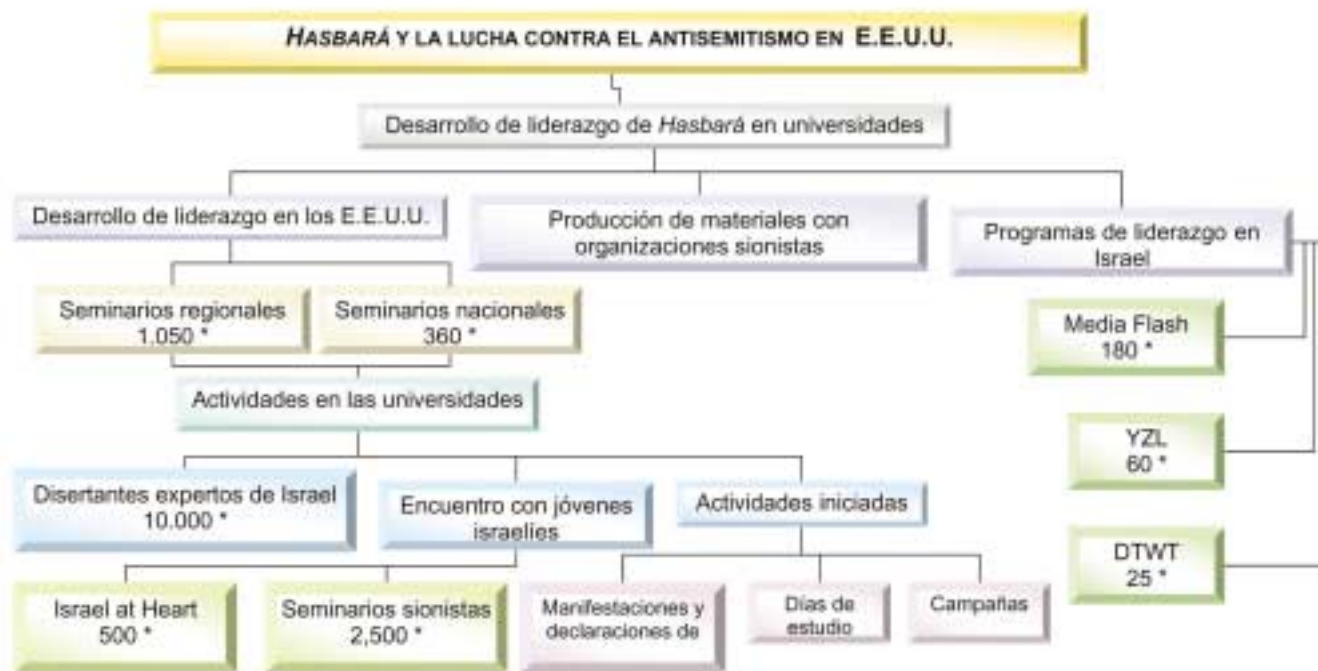 HASBARÁ Y LA LUCHA CONTRA EL ANTISEMITISMO EN E.E.U.U.
Desarrollo de liderazgo de Hasbará en universidades
Desarrollo de liderazgo en los E.E.U.U.
Producción de materiales con
organizaciones sionistas
Programas de liderazgo en
Israel
Seminarios regionales
1.050 *
Seminarios nacionales
360 *
Media Flash
180 *
Actividades en las universidades
YZL
60 *
Disertantes expertos de Israel
10.000 *
Encuentro con jóvenes
israelíes
Actividades iniciadas
DTWT
25 *
Israel at Heart
500 *
Seminarios sionistas
2,500 *
Manifestaciones y
declaraciones de
Días de
estudio
Campañas